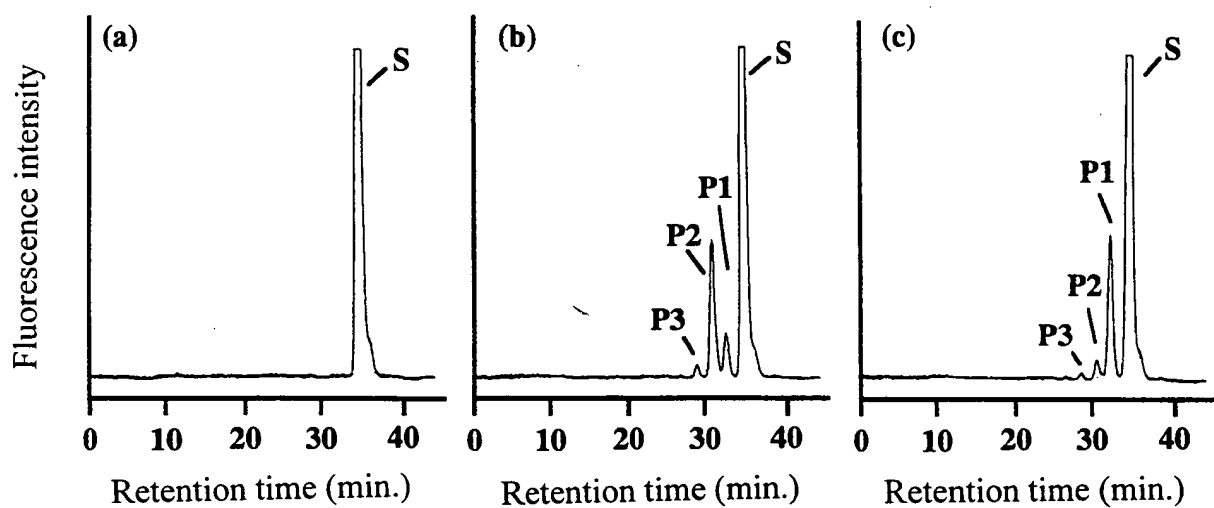 (a)
S
Fluorescence intensity
0 10 20 30 40
Retention time (min.)
(b)
S
P1
P2
P3
0 10 20 30 40
Retention time (min.)
(c)
S
P1
P2
P3
0 10 20 30 40
Retention time (min.)